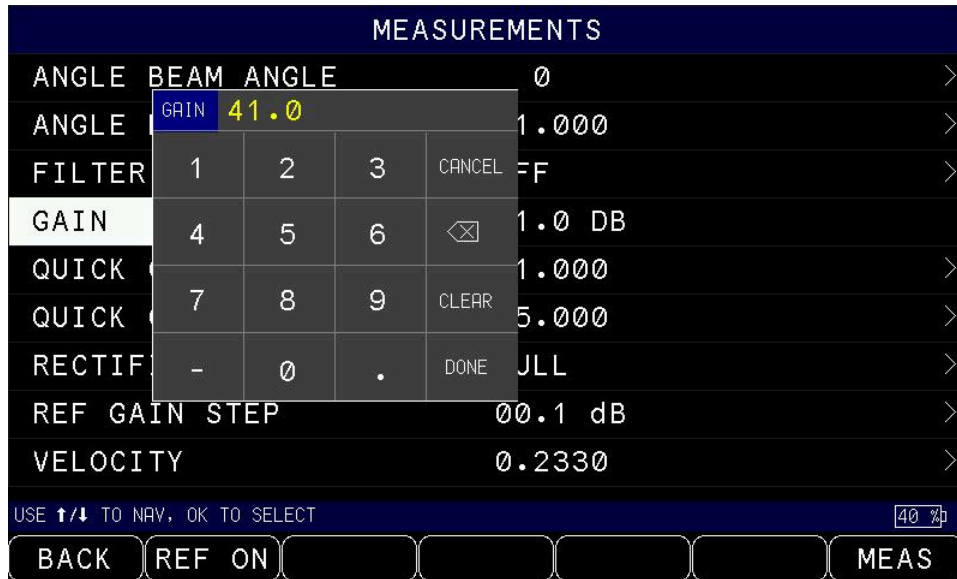 MEASUREMENTS
ANGLE BEAM ANGLE 0
ANGLE 1.000
FILTER FF
GAIN 1.0 DB
QUICK 1.000
QUICK 5.000
RECTIF ULL
REF GAIN STEP 00.1 dB
VELOCITY 0.2330
GAIN 41.0
1 2 3 CANCEL
4 5 6
7 8 9 CLEAR
- 0 . DONE
USE ↑/↓ TO NAV, OK TO SELECT 40 %
BACK REF ON MEAS